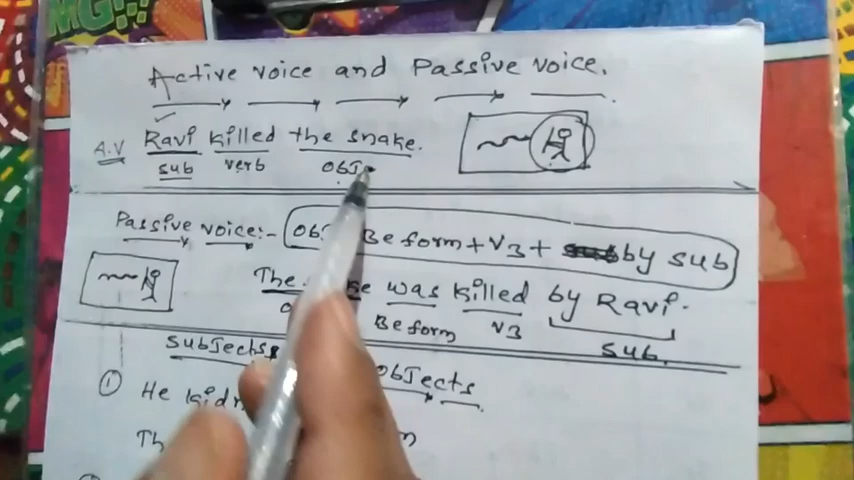 Active voice and Passive voice.
A.V Ravi killed the snake.
sub verb obj
Passive voice:- Be form + V3 + by sub
The was killed by Ravi.
Be form V3 sub.
Subjects objects
① He